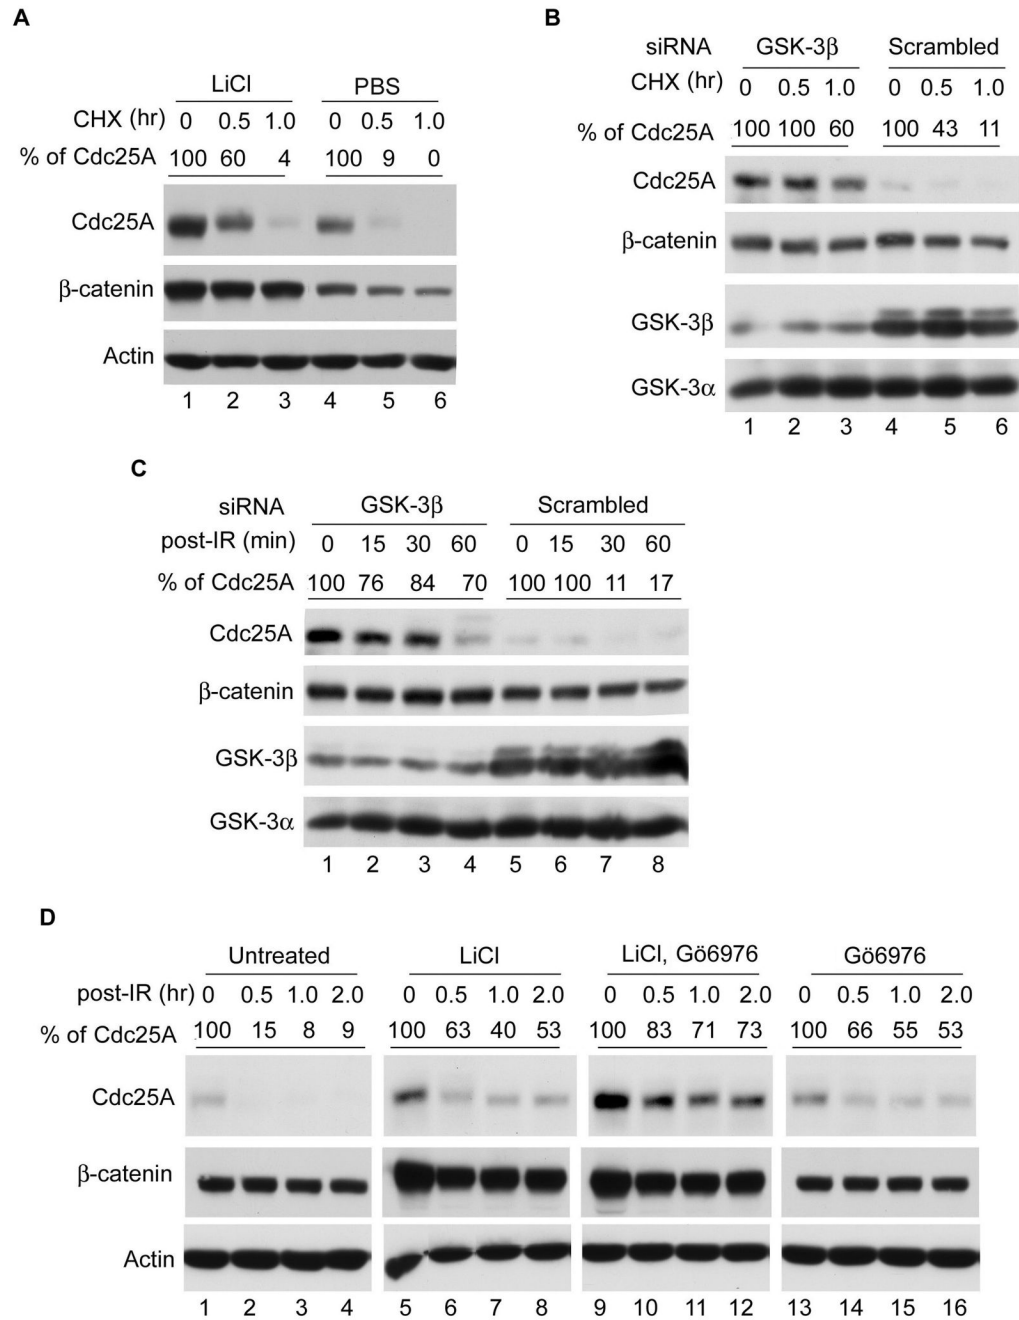 A
LiCl PBS
CHX (hr) 0 0.5 1.0 0 0.5 1.0
% of Cdc25A 100 60 4 100 9 0
Cdc25A
β-catenin
Actin
1 2 3 4 5 6
B
siRNA GSK-3β Scrambled
CHX (hr) 0 0.5 1.0 0 0.5 1.0
% of Cdc25A 100 100 60 100 43 11
Cdc25A
β-catenin
GSK-3β
GSK-3α
1 2 3 4 5 6
C
siRNA GSK-3β Scrambled
post-IR (min) 0 15 30 60 0 15 30 60
% of Cdc25A 100 76 84 70 100 100 11 17
Cdc25A
β-catenin
GSK-3β
GSK-3α
1 2 3 4 5 6 7 8
D
Untreated LiCl LiCl, Gö6976 Gö6976
post-IR (hr) 0 0.5 1.0 2.0 0 0.5 1.0 2.0 0 0.5 1.0 2.0 0 0.5 1.0 2.0
% of Cdc25A 100 15 8 9 100 63 40 53 100 83 71 73 100 66 55 53
Cdc25A
β-catenin
Actin
1 2 3 4 5 6 7 8 9 10 11 12 13 14 15 16